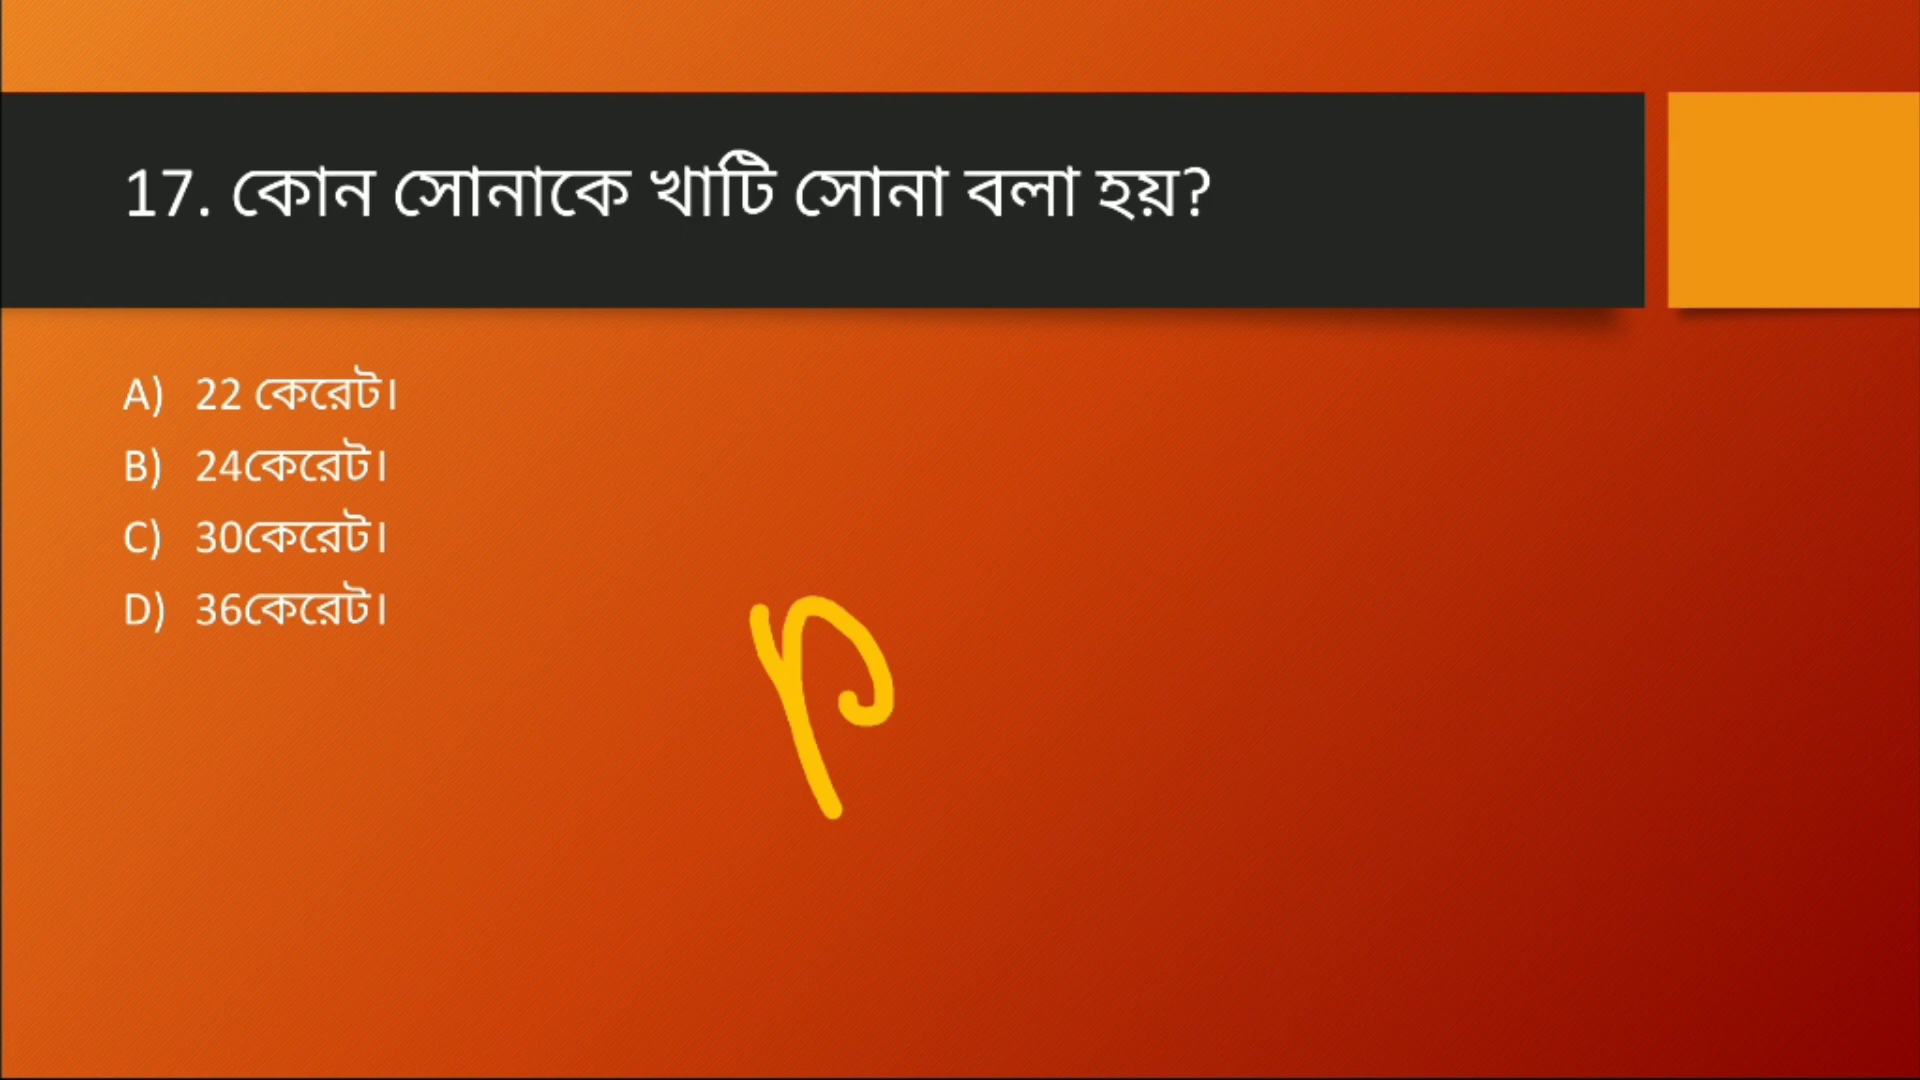 17. কোন সোনাকে খাটি সোনা বলা হয়?
A) 22 কেরেট।
B) 24কেরেট।
C) 30কেরেট।
D) 36কেরেট।
p